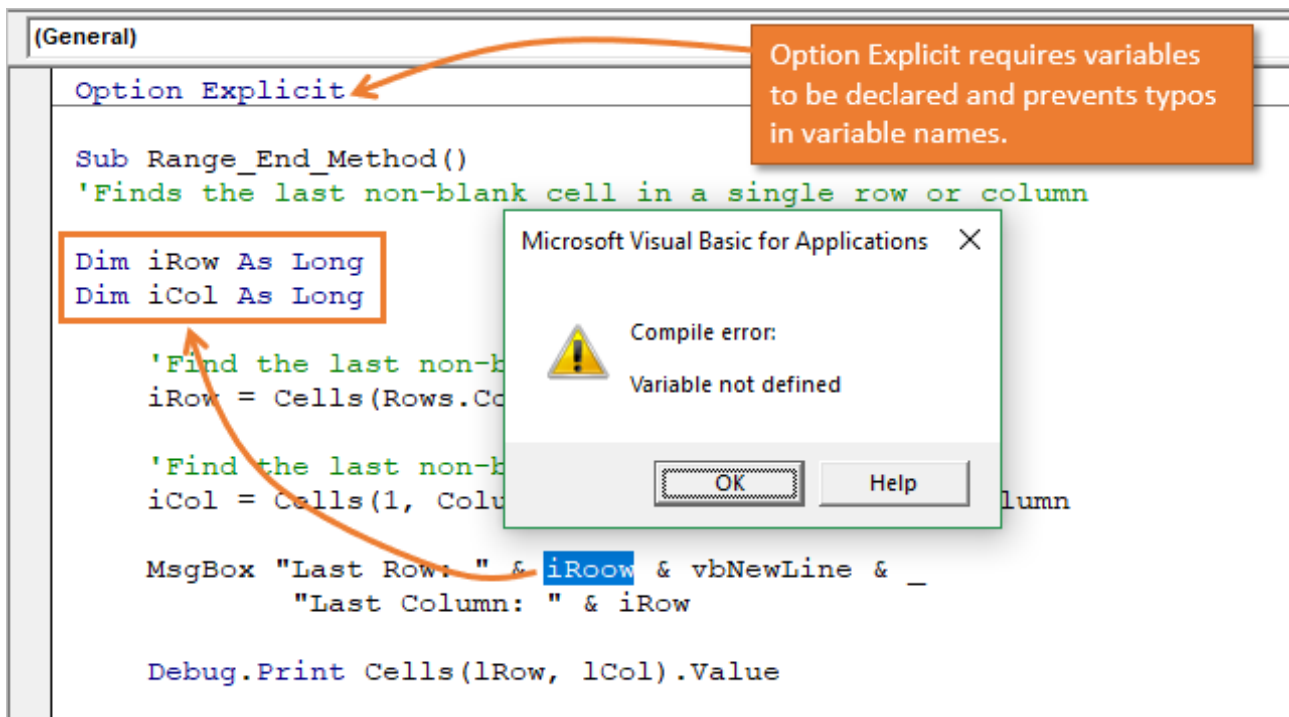 (General)
Option Explicit requires variables
to be declared and prevents typos
in variable names.
Option Explicit
Sub Range_End_Method()
'Finds the last non-blank cell in a single row or column
Dim iRow As Long
Dim iCol As Long
Microsoft Visual Basic for Applications
Compile error:
Variable not defined
OK
Help
'Find the last non-b
iRow = Cells(Rows.Co
'Find the last non-b
iCol = Cells(1, Colu lumn
MsgBox "Last Row: " & iRoow & vbNewLine & _
"Last Column: " & iRow
Debug.Print Cells(lRow, lCol).Value